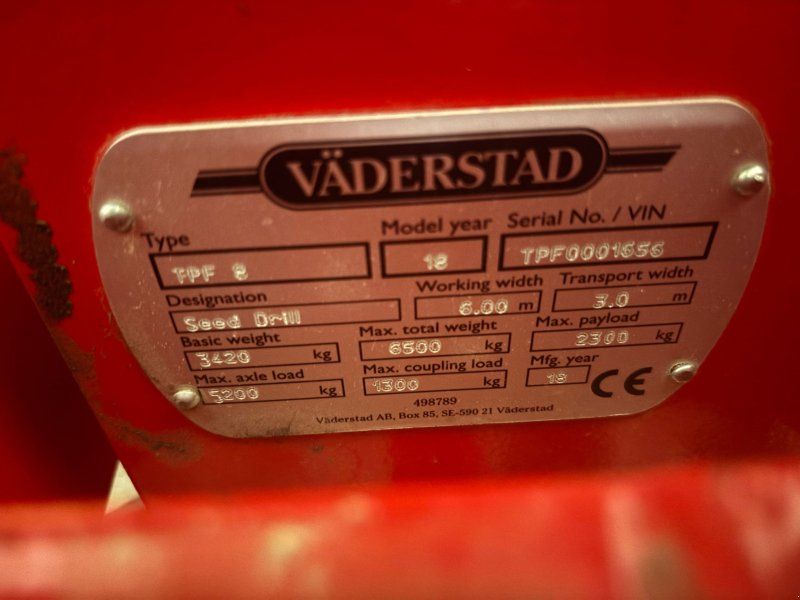 VÄDERSTAD
Type Model year Serial No. / VIN
TPF 8 18 TPF0001656
Designation Working width Transport width
Seed Drill 6.00 m 3.0 m
Basic weight Max. total weight Max. payload
3420 kg 6500 kg 2300 kg
Max. axle load Max. coupling load Mfg. year
5200 kg 1300 kg 18 CE
498789
Väderstad AB, Box 85, SE-590 21 Väderstad